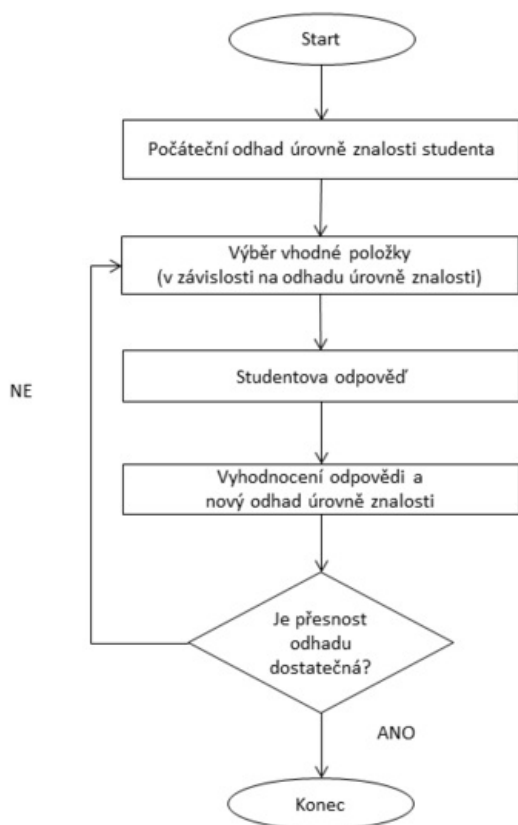 Start
Počáteční odhad úrovně znalosti studenta
Výběr vhodné položky
(v závislosti na odhadu úrovně znalosti)
Studentova odpověď
NE
Vyhodnocení odpovědi a
nový odhad úrovně znalosti
Je přesnost
odhadu
dostatečná?
ANO
Konec